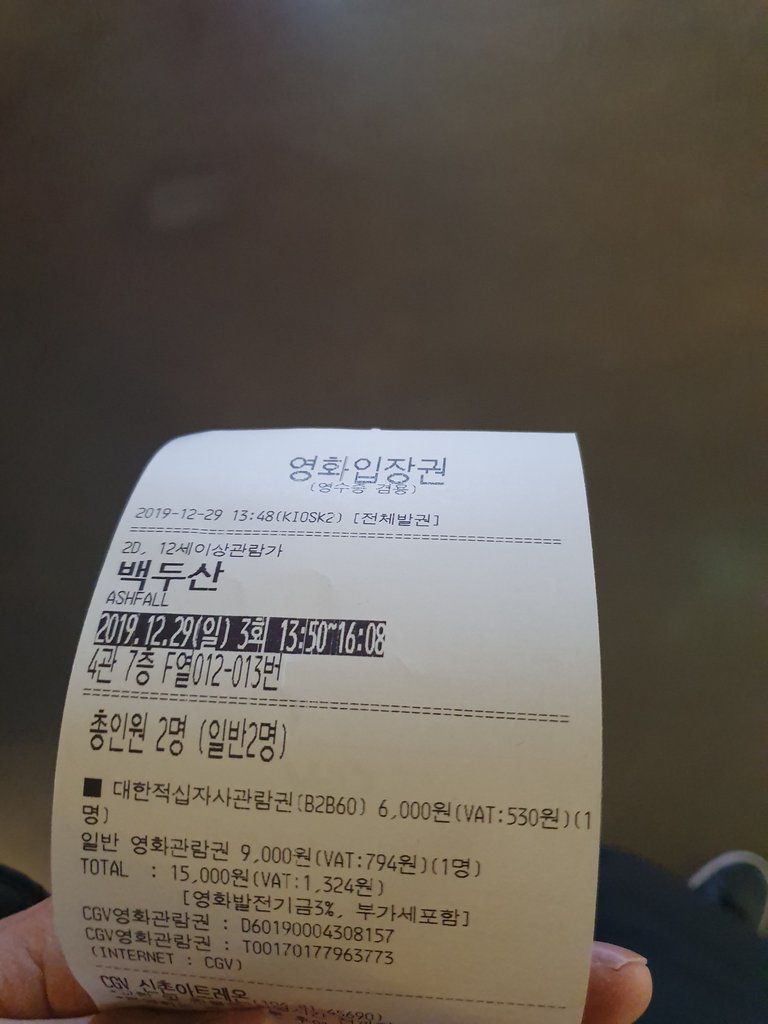 영화입장권
(영수증 겸용)
2019-12-29 13:48(KIOSK2) [전체발권]
================================================
2D, 12세이상관람가
백두산
ASHFALL
2019.12.29(일) 3회 13:50~16:08
4관 7층 F열012-013번
================================================
총인원 2명 (일반2명)
■ 대한적십자사관람권(B2B60) 6,000원(VAT:530원)(1
명)
일반 영화관람권 9,000원(VAT:794원)(1명)
TOTAL : 15,000원(VAT:1,324원)
[영화발전기금3%, 부가세포함]
CGV영화관람권 : D60190004308157
CGV영화관람권 : T00170177963773
(INTERNET : CGV)
CGV 신촌아트레온